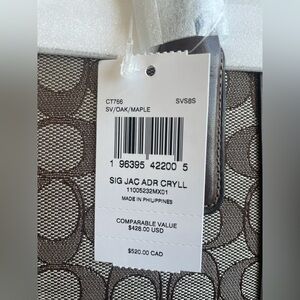 CT766 SVS8S
SV/OAK/MAPLE
1 96395 42200 5
SIG JAC ADR CRYLL
11005232MX01
MADE IN PHILIPPINES
COMPARABLE VALUE
$428.00 USD
$520.00 CAD